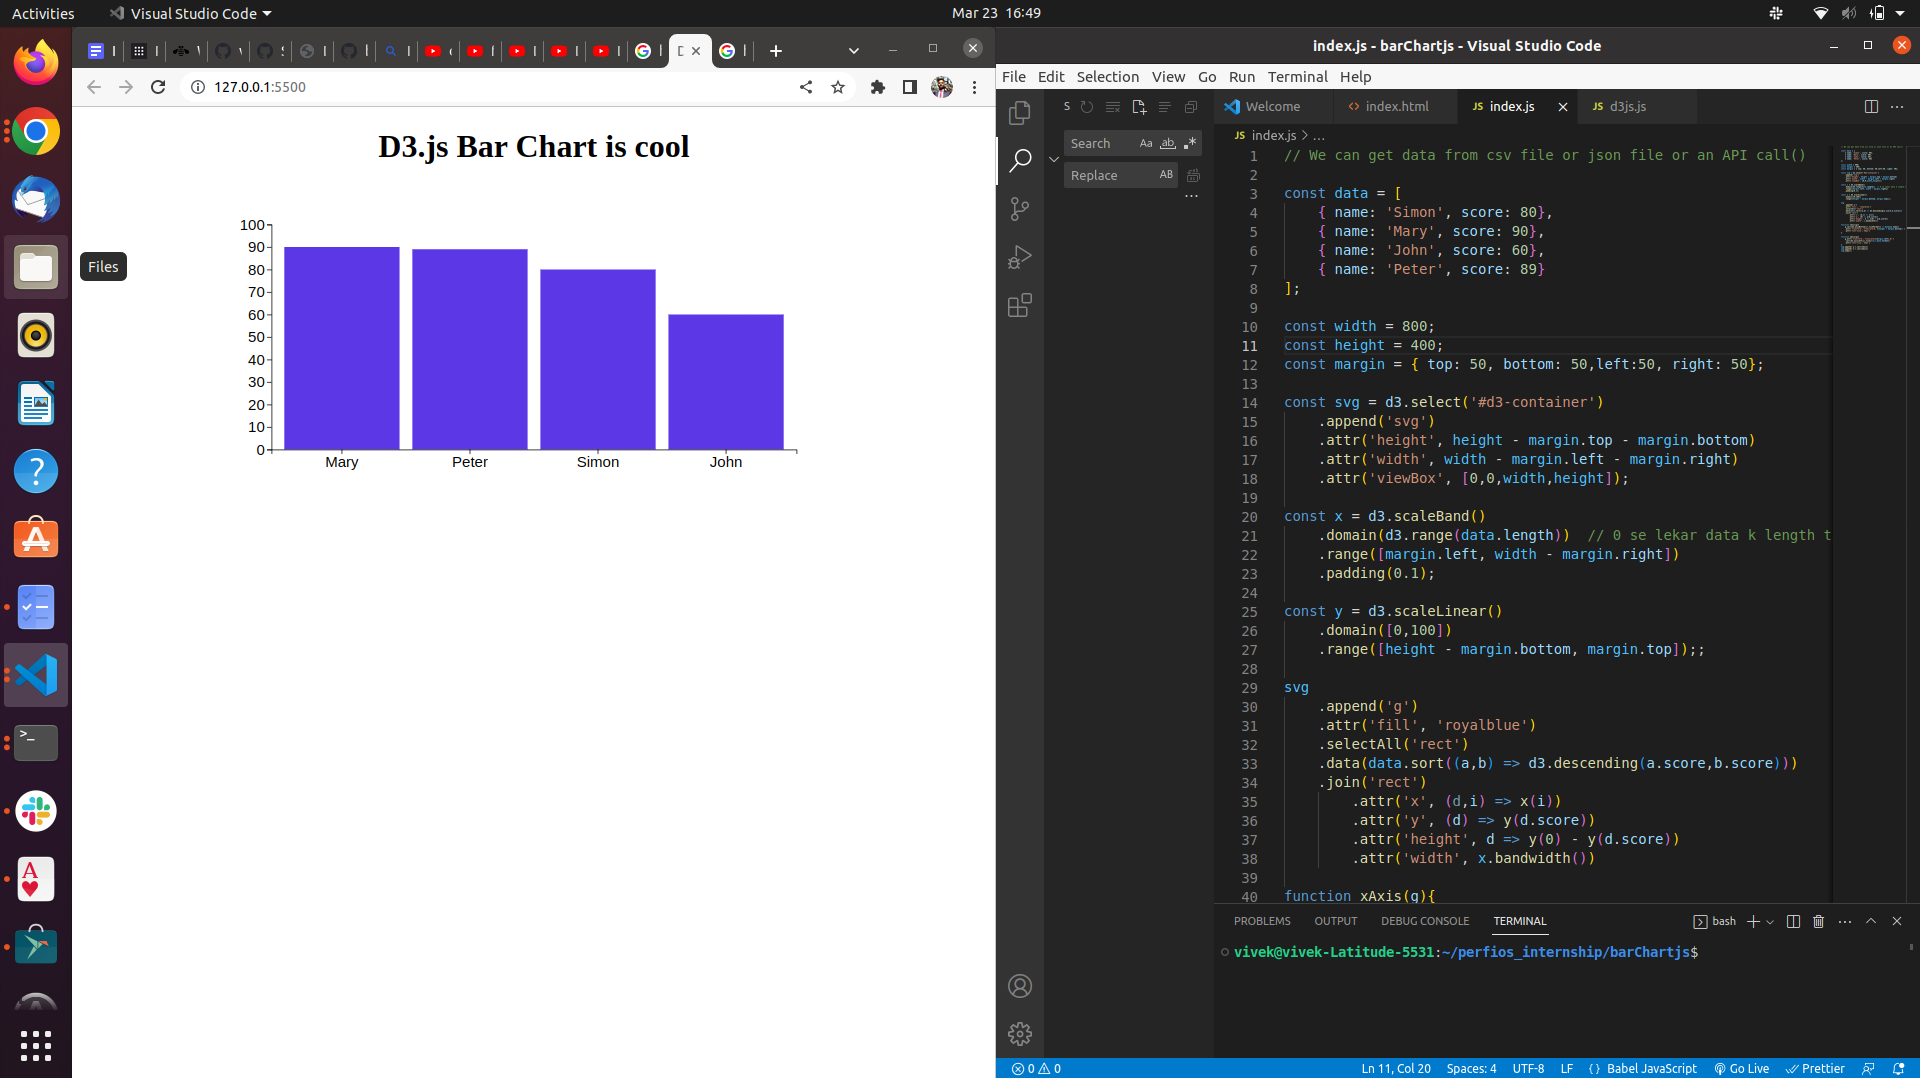 Activities
Visual Studio Code
Mar 23 16:49
127.0.0.1:5500
D3.js Bar Chart is cool
100
90
80
70
60
50
40
30
20
10
0
Mary Peter Simon John
Files
index.js - barChartjs - Visual Studio Code
File Edit Selection View Go Run Terminal Help
S
Search Aa ab
Replace AB
Welcome
index.html
JS index.js
JS d3js.js
JS index.js > ...
1 // We can get data from csv file or json file or an API call()
2
3 const data = [
4 { name: 'Simon', score: 80},
5 { name: 'Mary', score: 90},
6 { name: 'John', score: 60},
7 { name: 'Peter', score: 89}
8 ];
9
10 const width = 800;
11 const height = 400;
12 const margin = { top: 50, bottom: 50,left:50, right: 50};
13
14 const svg = d3.select('#d3-container')
15 .append('svg')
16 .attr('height', height - margin.top - margin.bottom)
17 .attr('width', width - margin.left - margin.right)
18 .attr('viewBox', [0,0,width,height]);
19
20 const x = d3.scaleBand()
21 .domain(d3.range(data.length)) // 0 se lekar data k length t
22 .range([margin.left, width - margin.right])
23 .padding(0.1);
24
25 const y = d3.scaleLinear()
26 .domain([0,100])
27 .range([height - margin.bottom, margin.top]);;
28
29 svg
30 .append('g')
31 .attr('fill', 'royalblue')
32 .selectAll('rect')
33 .data(data.sort((a,b) => d3.descending(a.score,b.score)))
34 .join('rect')
35 .attr('x', (d,i) => x(i))
36 .attr('y', (d) => y(d.score))
37 .attr('height', d => y(0) - y(d.score))
38 .attr('width', x.bandwidth())
39
40 function xAxis(g){
PROBLEMS OUTPUT DEBUG CONSOLE TERMINAL
bash
vivek@vivek-Latitude-5531:~/perfios_internship/barChartjs$
0 0
Ln 11, Col 20 Spaces: 4 UTF-8 LF { } Babel JavaScript Go Live Prettier